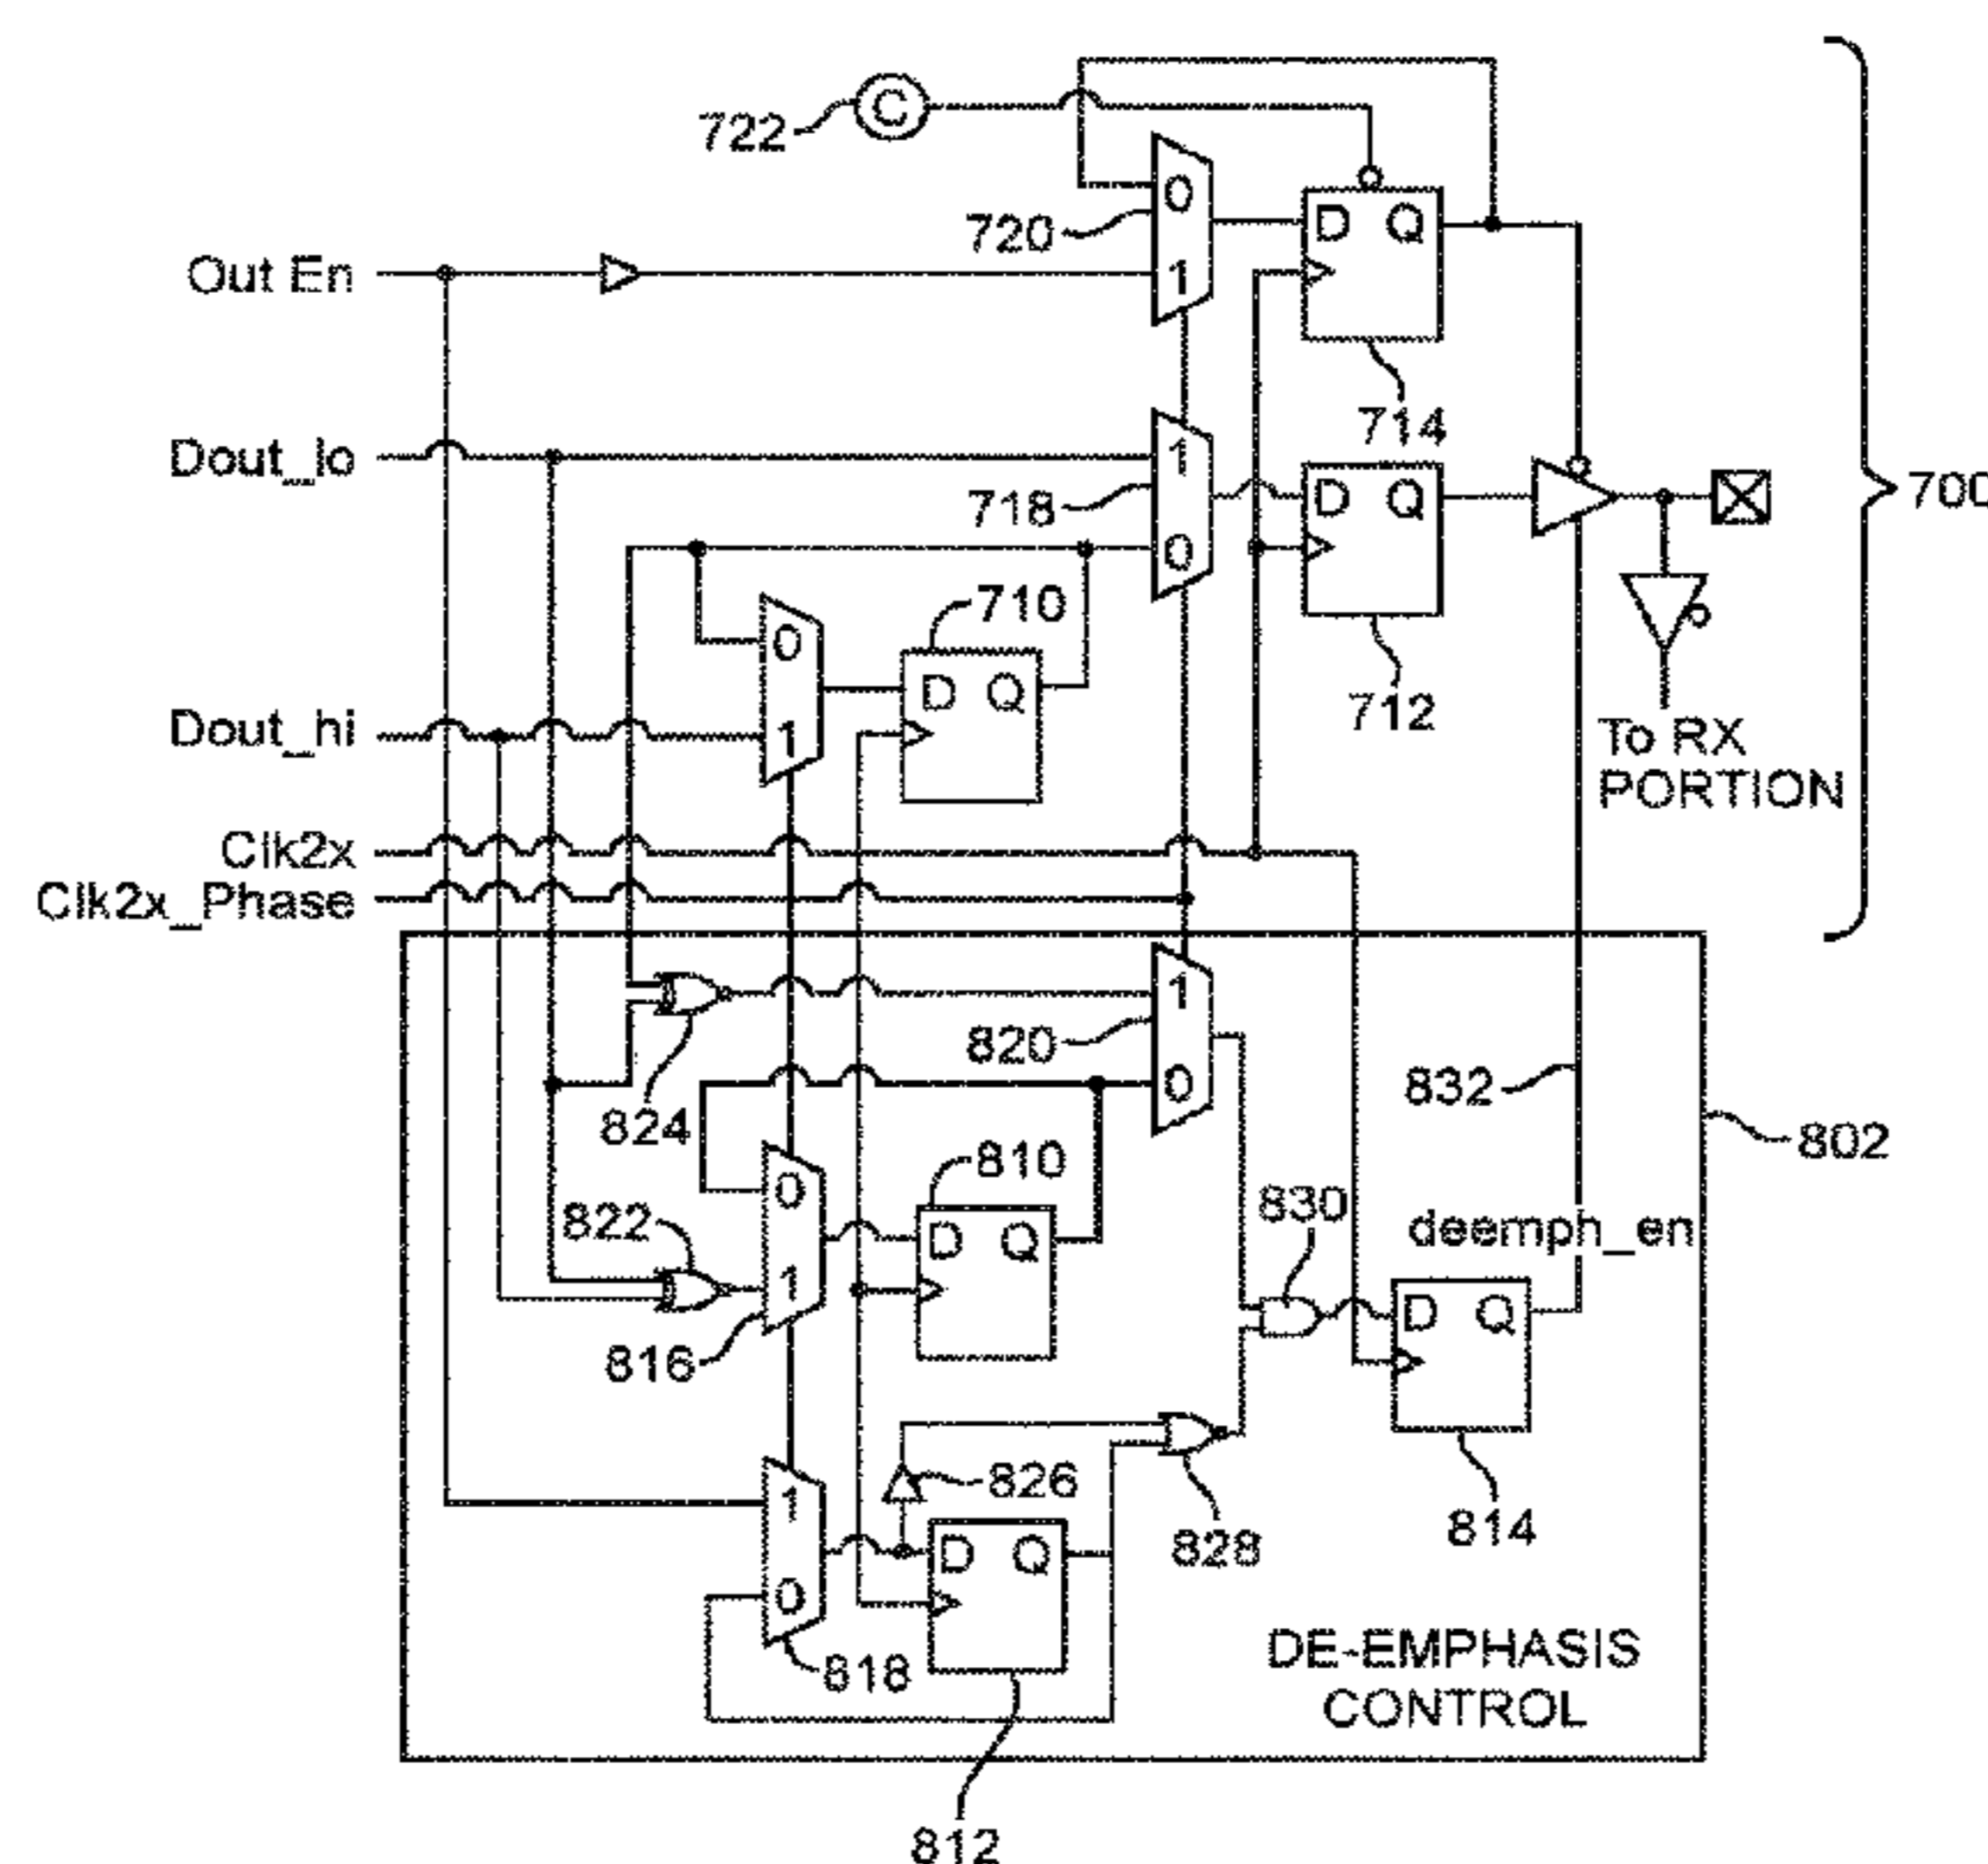 722
C
0
720
D Q
Out En
1
714
Dout_lo
1
718
D Q
700
0
710
0
712
D Q
Dout_hi
1
To RX
PORTION
Clk2x
Clk2x_Phase
1
820
832
0
824
802
810
0
830
822
D Q
deemph_en
1
D Q
816
826
1
828
814
D Q
0
DE-EMPHASIS
CONTROL
818
812